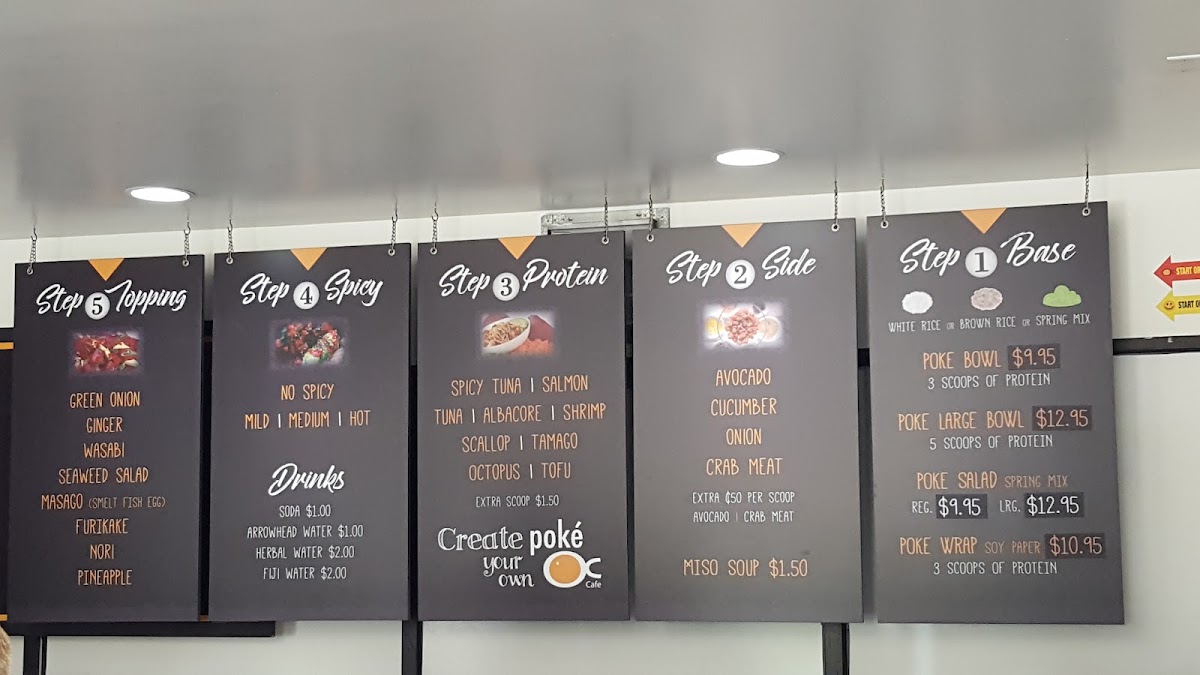 Step 5 Topping
GREEN ONION
GINGER
WASABI
SEAWEED SALAD
MASAGO (SMELT FISH EGG)
FURIKAKE
NORI
PINEAPPLE
Step 4 Spicy
NO SPICY
MILD | MEDIUM | HOT
Drinks
SODA $1.00
ARROWHEAD WATER $1.00
HERBAL WATER $2.00
FIJI WATER $2.00
Step 3 Protein
SPICY TUNA | SALMON
TUNA | ALBACORE | SHRIMP
SCALLOP | TAMAGO
OCTOPUS | TOFU
EXTRA SCOOP $1.50
Create your own
poké
OC
Cafe
Step 2 Side
AVOCADO
CUCUMBER
ONION
CRAB MEAT
EXTRA ¢50 PER SCOOP
AVOCADO | CRAB MEAT
MISO SOUP $1.50
Step 1 Base
WHITE RICE OR BROWN RICE OR SPRING MIX
POKE BOWL $9.95
3 SCOOPS OF PROTEIN
POKE LARGE BOWL $12.95
5 SCOOPS OF PROTEIN
POKE SALAD SPRING MIX
REG. $9.95 LRG. $12.95
POKE WRAP SOY PAPER $10.95
3 SCOOPS OF PROTEIN
START
START